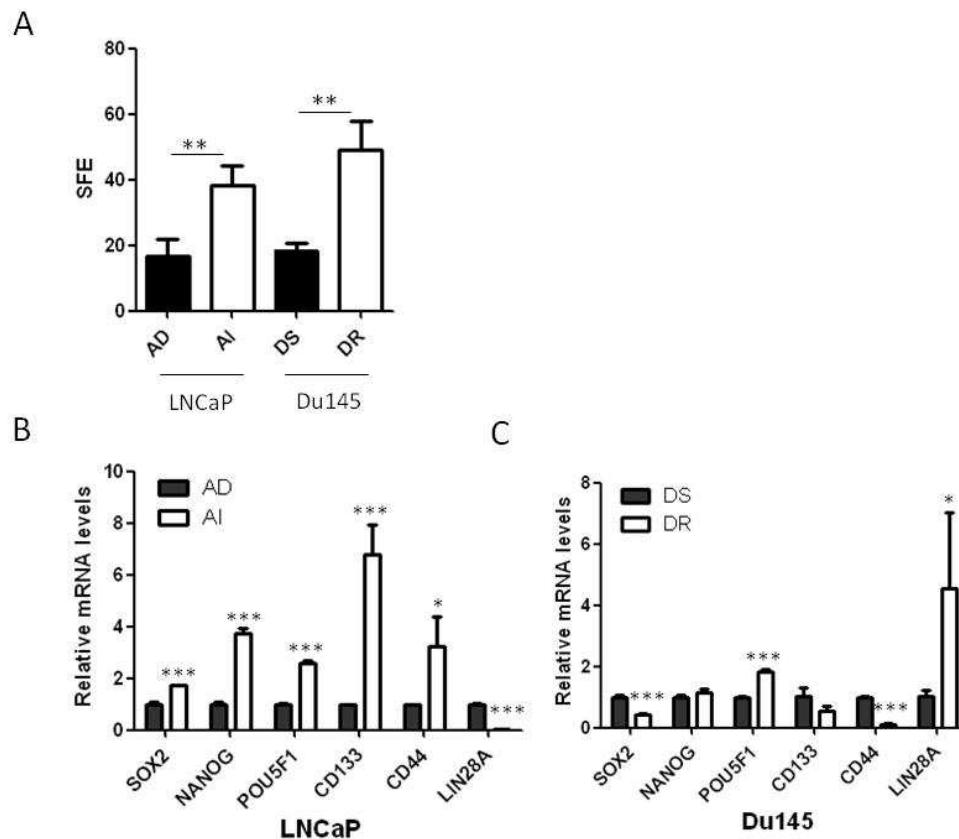 A
80
60
40
20
0
SFE
** **
AD AI DS DR
LNCaP Du145
B
10
8
6
4
2
0
Relative mRNA levels
AD
AI
*** *** *** *** * ***
SOX2 NANOG POU5F1 CD133 CD44 LIN28A
LNCaP
C
8
6
4
2
0
Relative mRNA levels
DS
DR
*** *** *** *
SOX2 NANOG POU5F1 CD133 CD44 LIN28A
Du145